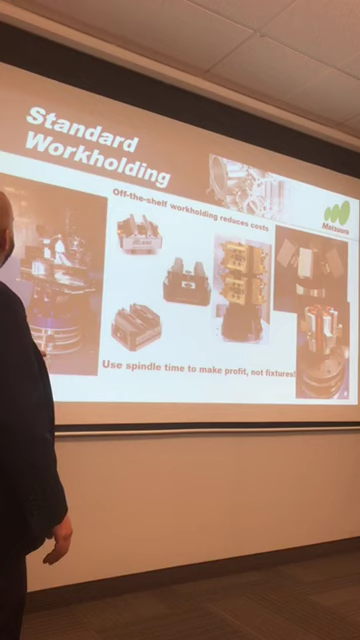 Standard
Workholding
Off-the-shelf workholding reduces costs
Matsuura
Use spindle time to make profit, not fixtures!